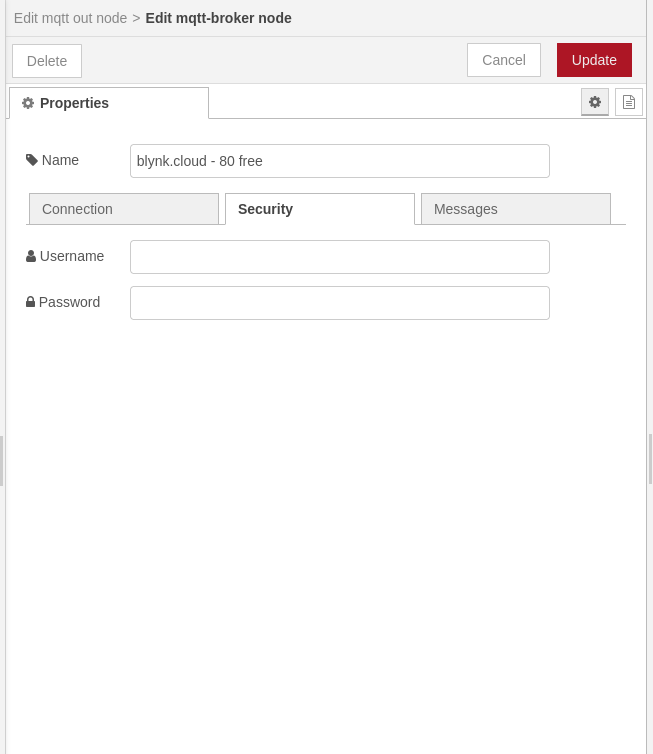 Edit mqtt out node > Edit mqtt-broker node
Delete Cancel Update
Properties
Name blynk.cloud - 80 free
Connection Security Messages
Username
Password